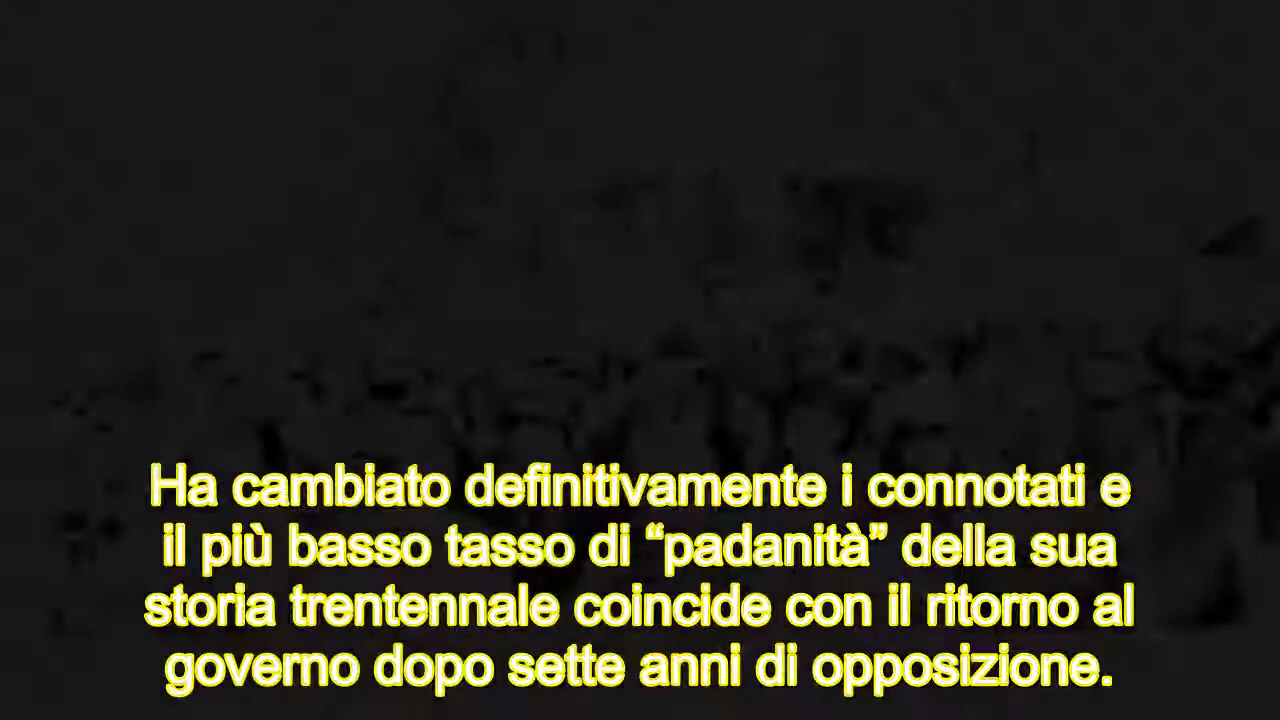 Ha cambiato definitivamente i connotati e
il più basso tasso di “padanità” della sua
storia trentennale coincide con il ritorno al
governo dopo sette anni di opposizione.